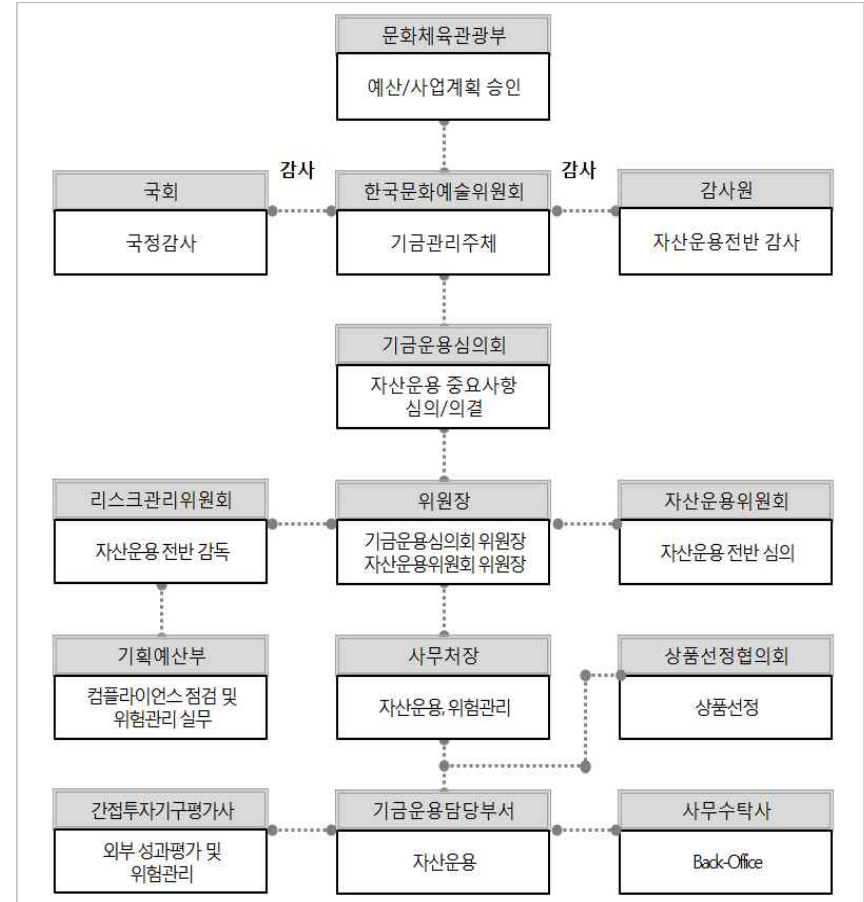 문화체육관광부
예산/사업계획 승인
감사
감사
국회
국정감사
한국문화예술위원회
기금관리주체
감사원
자산운용전반 감사
기금운용심의회
자산운용 중요사항
심의/의결
리스크관리위원회
자산운용 전반 감독
위원장
기금운용심의회 위원장
자산운용위원회 위원장
자산운용위원회
자산운용 전반 심의
기획예산부
컴플라이언스 점검 및
위험관리 실무
사무처장
자산운용, 위험관리
상품선정협의회
상품선정
간접투자기구평가사
외부 성과평가 및
위험관리
기금운용담당부서
자산운용
사무수탁사
Back-Office